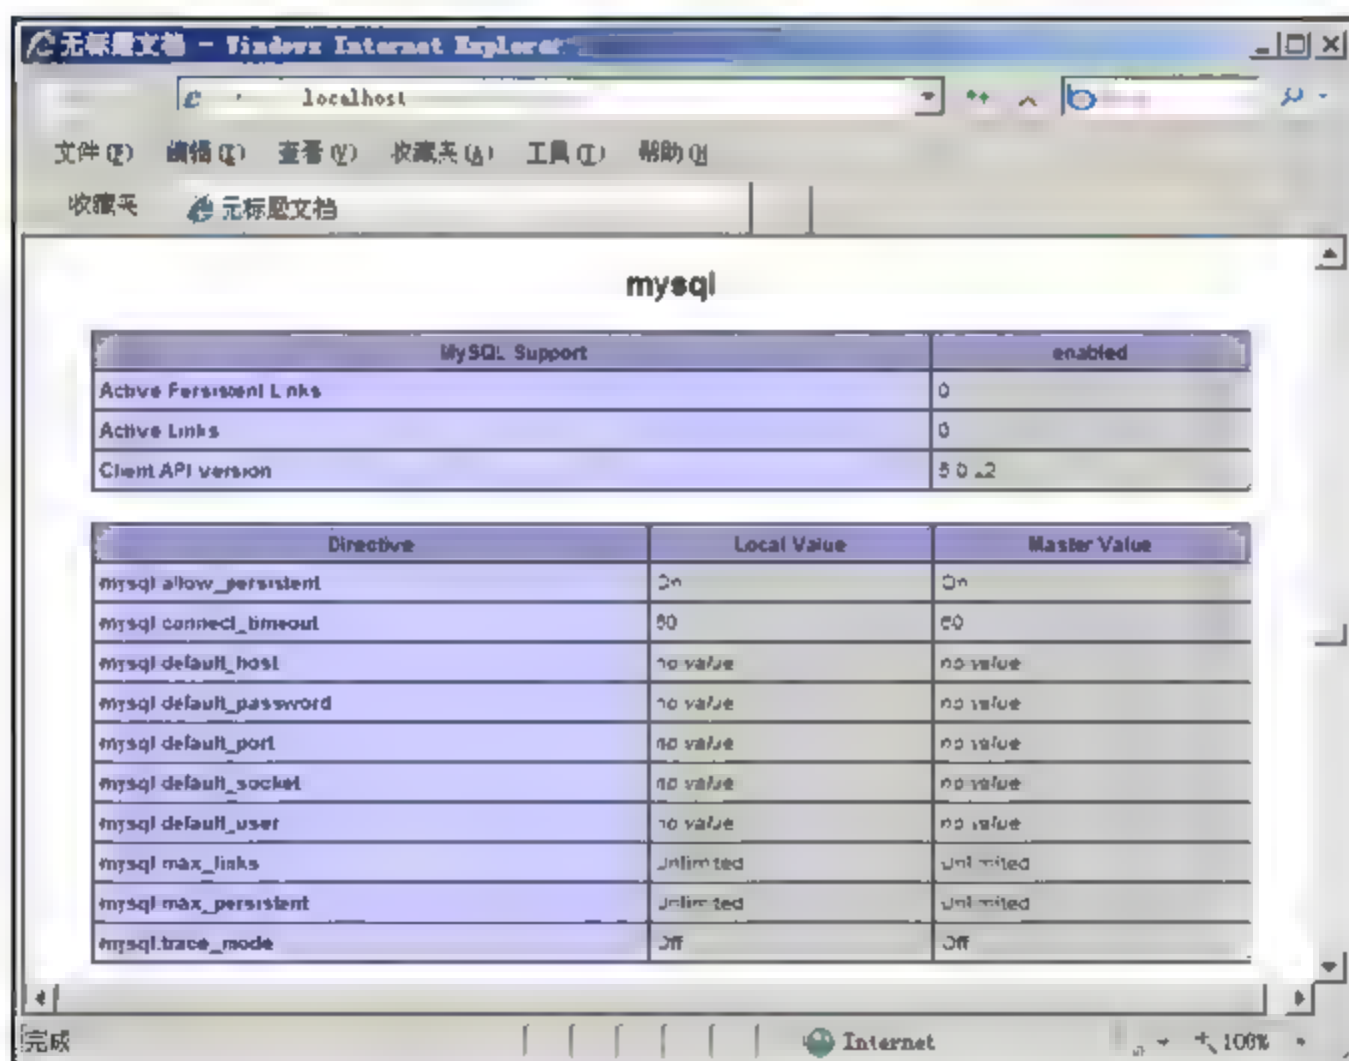 无标题文档 - Windows Internet Explorer
localhost
文件(F) 编辑(E) 查看(V) 收藏夹(A) 工具(T) 帮助(H
收藏夹 无标题文档
mysql
MySQL Support enabled
Active Persistent Links 0
Active Links 0
Client API version
Directive Local Value Master Value
mysql.allow_persistent On On
mysql.connect_timeout 60 60
mysql.default_host no value no value
mysql.default_password no value no value
mysql.default_port no value no value
mysql.default_socket no value no value
mysql.default_user no value no value
mysql.max_links Unlimited Unlimited
mysql.max_persistent Unlimited Unlimited
mysql.trace_mode Off Off
完成 Internet 100%